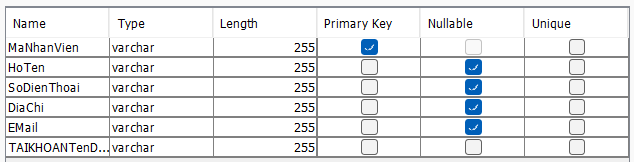 Name Type Length Primary Key Nullable Unique
MaNhanVien varchar 255
HoTen varchar 255
SoDienThoai varchar 255
DiaChi varchar 255
EMail varchar 255
TAIKHOANTenD... varchar 255